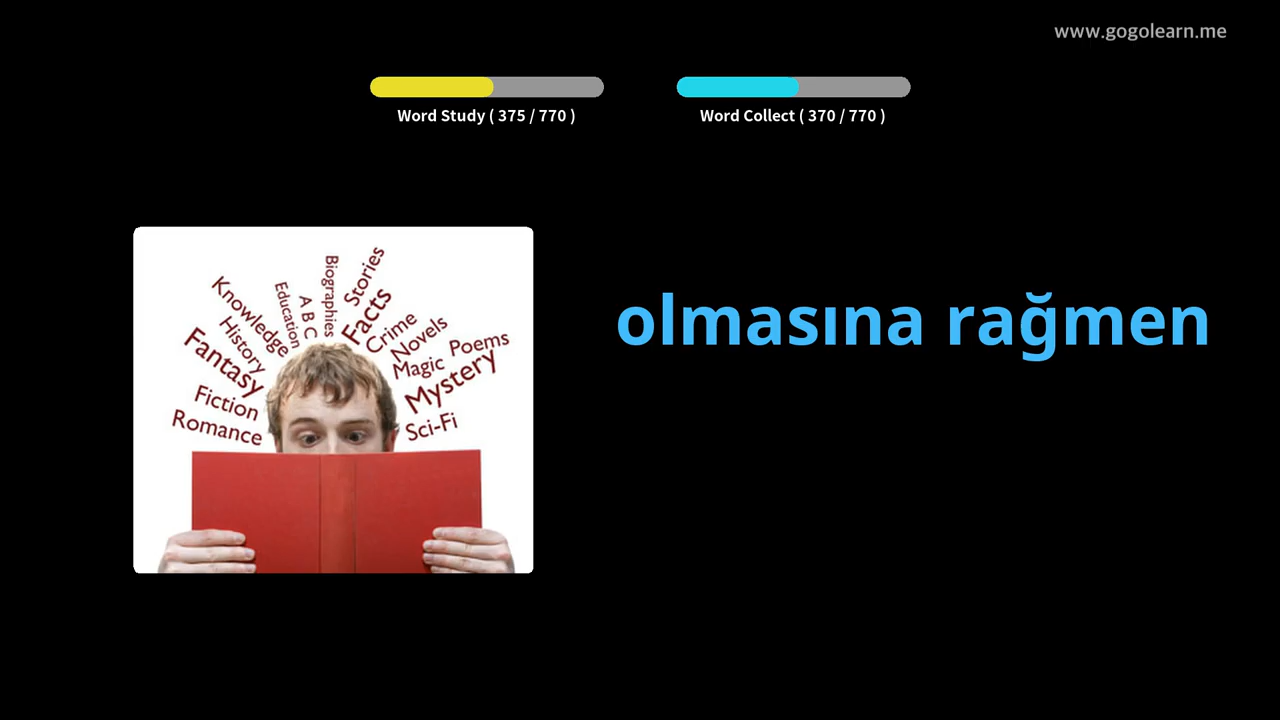 www.gogolearn.me
Word Study ( 375 / 770 )
Word Collect ( 370 / 770 )
olmasına rağmen
Biographies
Stories
Education
A B C
Facts
Knowledge
Crime
History
Novels
Fantasy
Magic
Poems
Mystery
Fiction
Romance
Sci-Fi